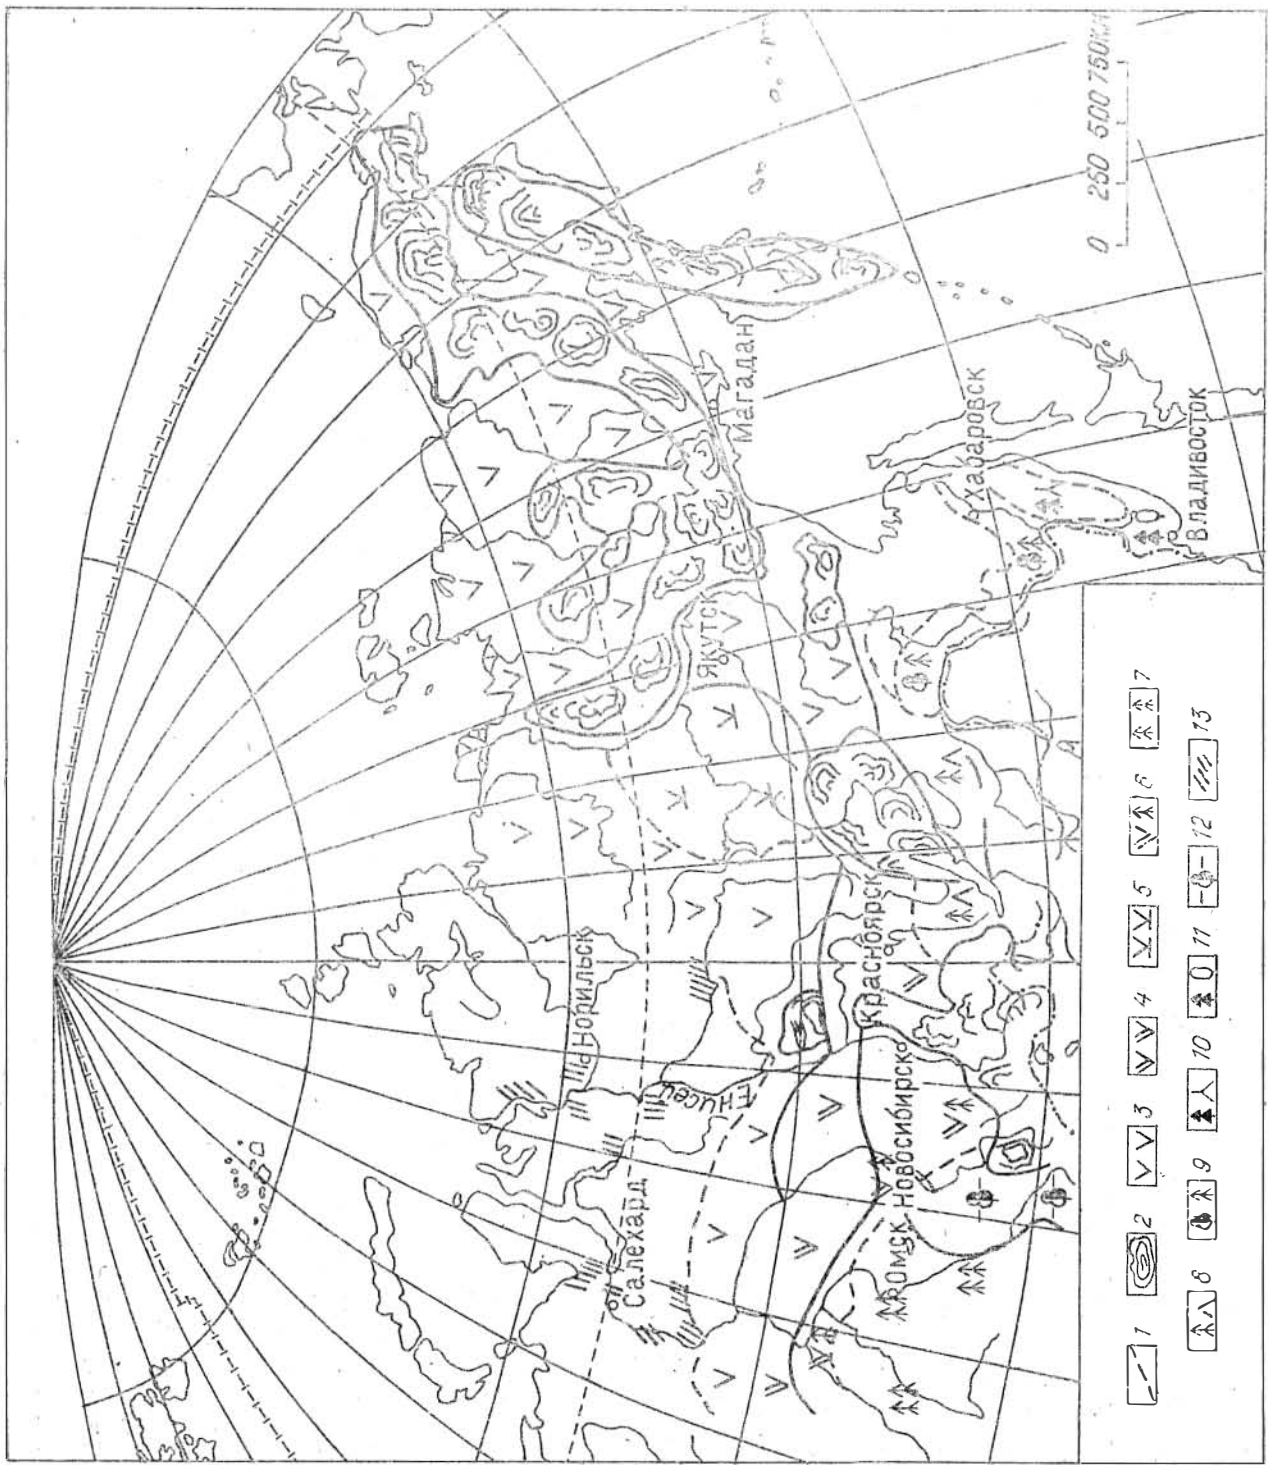 Норильск
Салехард
Енисей
Омск
Новосибирск
Красноярск
Якутск
Магадан
Хабаровск
Владивосток
0 250 500 750км
1 2 3 4 5 6 7
8 9 10 11 12 13